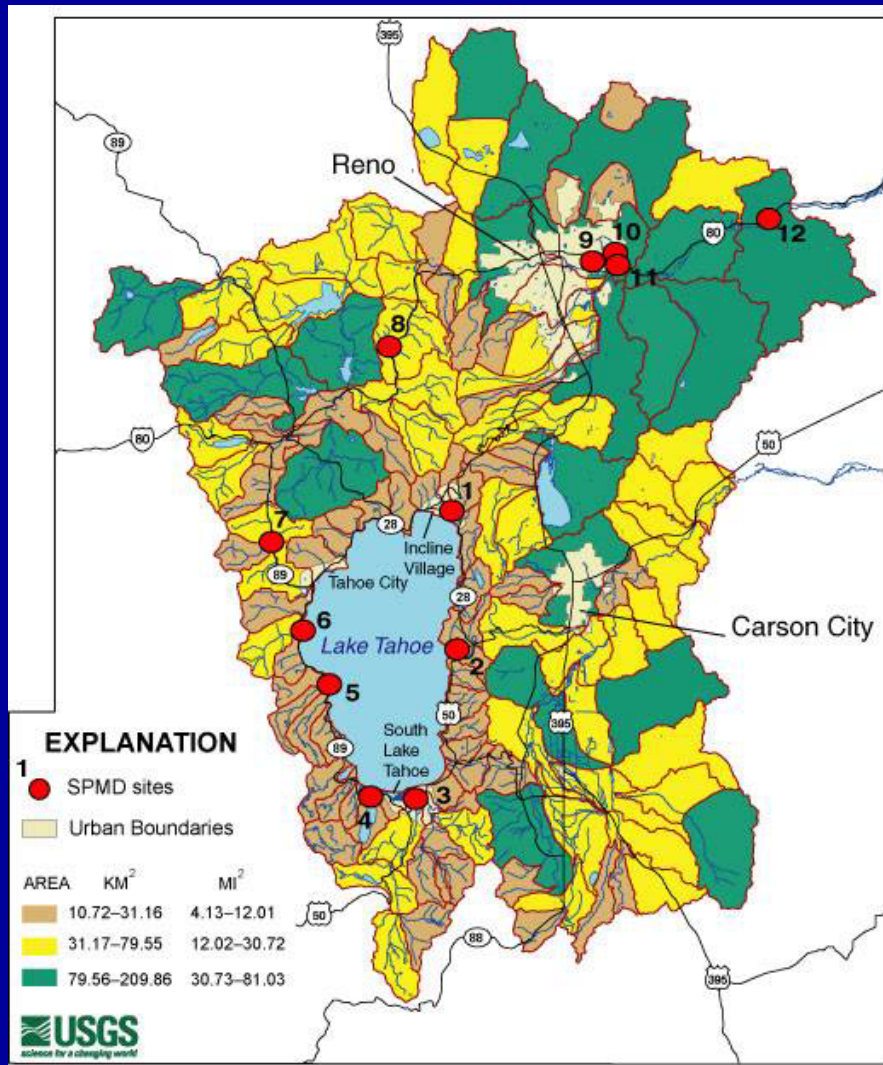 395
89
Reno
9
10
80
12
11
8
50
80
1
28
Incline
Village
7
89
Tahoe City
28
6
Lake Tahoe
Carson City
2
5
50
395
EXPLANATION
89
South
Lake
Tahoe
1
SPMD sites
4
3
Urban Boundaries
AREA KM2 MI2
10.72–31.16 4.13–12.01
50
31.17–79.55 12.02–30.72
88
79.56–209.86 30.73–81.03
395
USGS
science for a changing world